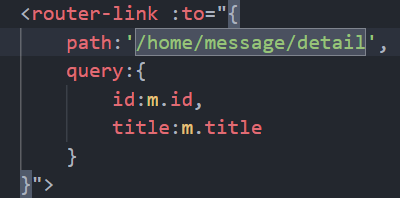 <router-link :to="{
path:'/home/message/detail',
query:{
id:m.id,
title:m.title
}
}">